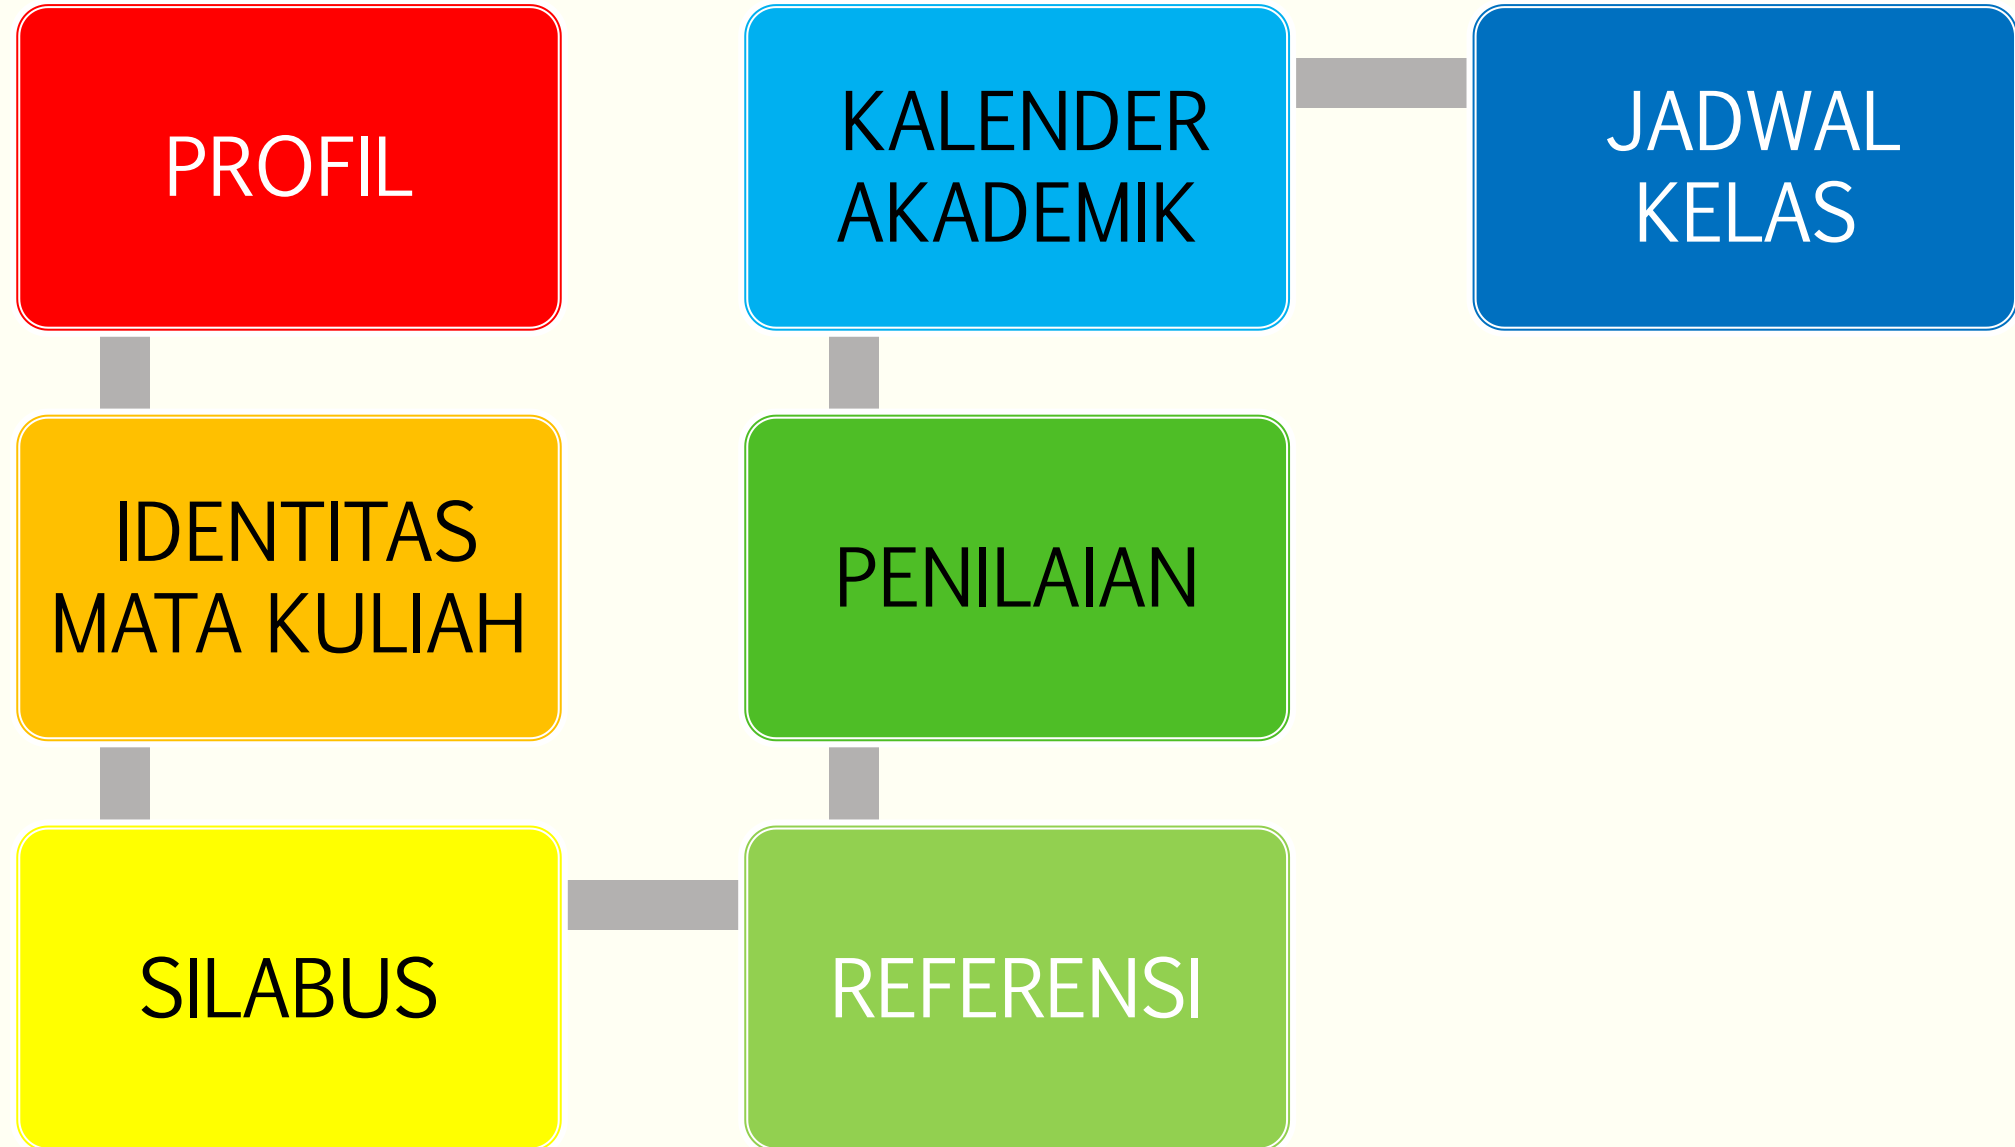 PROFIL
IDENTITAS
MATA KULIAH
SILABUS
REFERENSI
PENILAIAN
KALENDER
AKADEMIK
JADWAL
KELAS